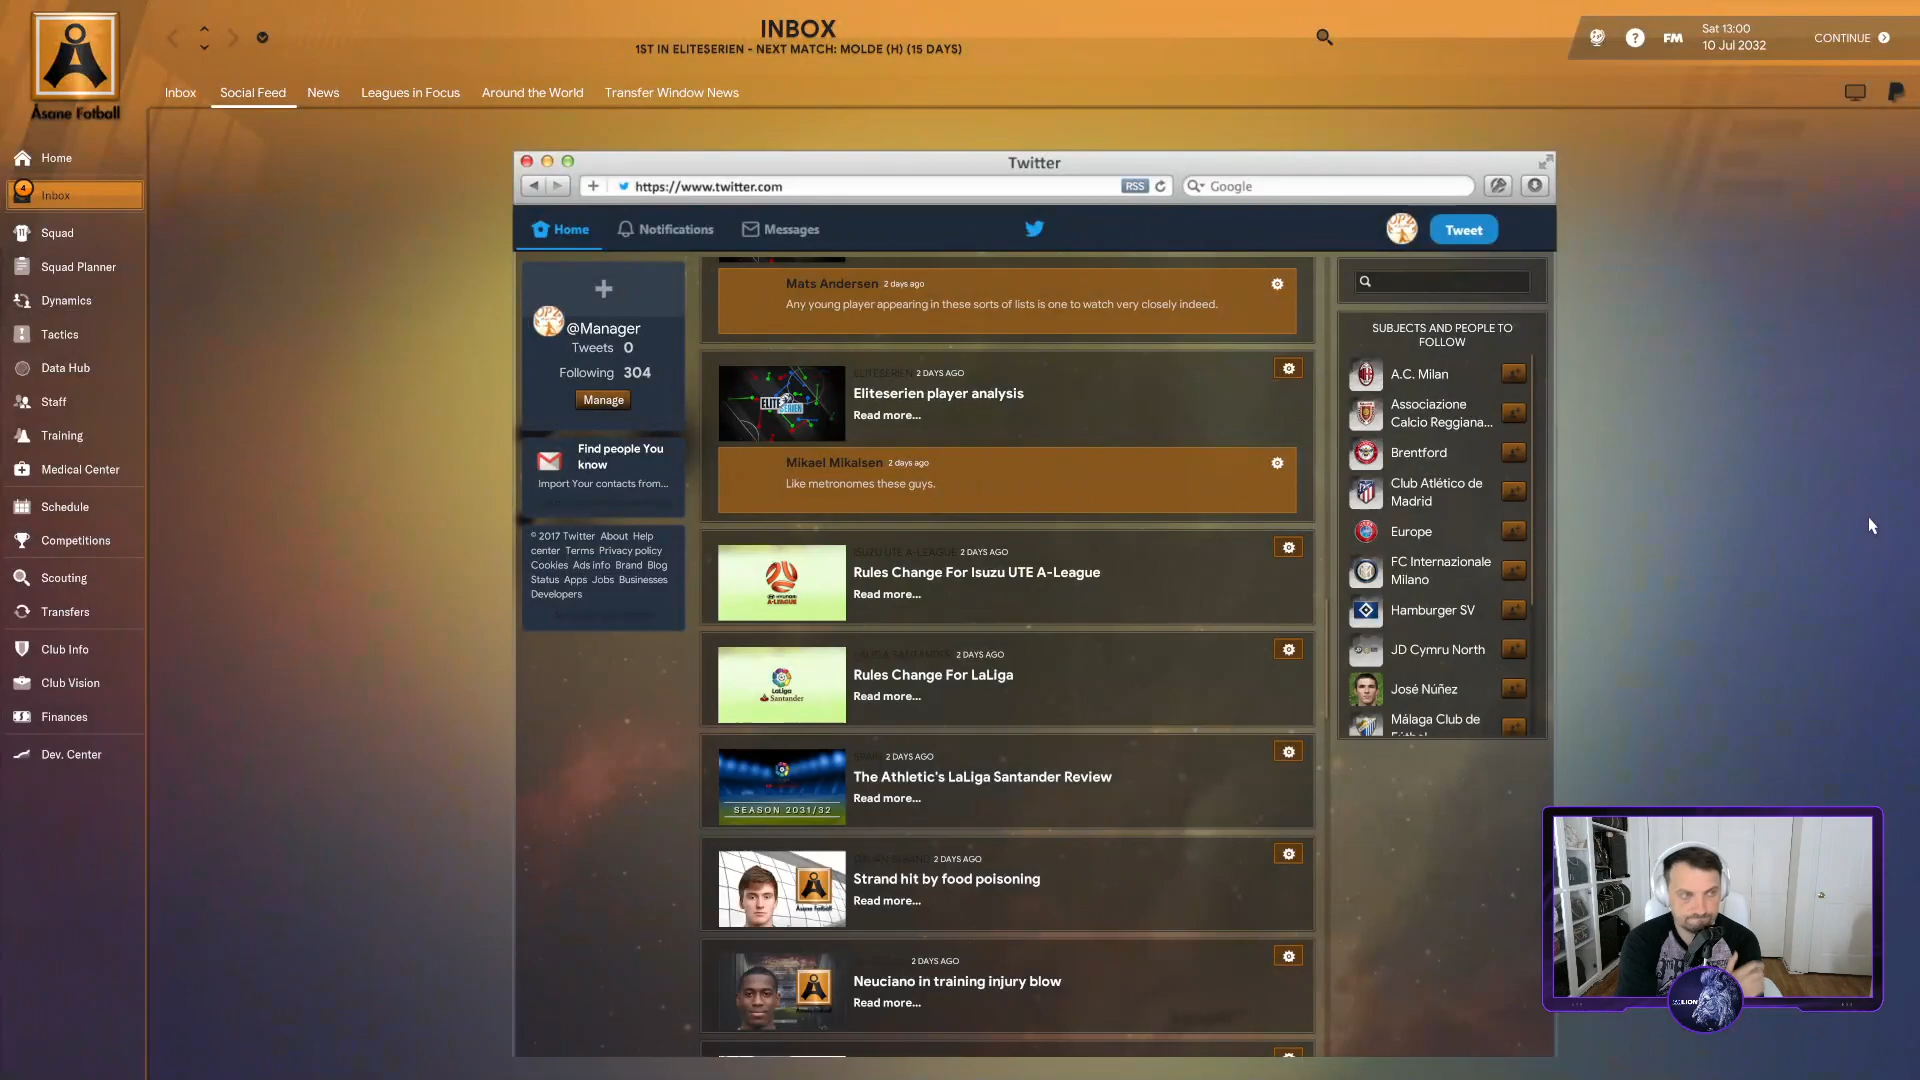 INBOX
1ST IN ELITESERIEN - NEXT MATCH: MOLDE (H) (15 DAYS)
FM
Sat 13:00
10 Jul 2032
CONTINUE
Inbox
Social Feed
News
Leagues in Focus
Around the World
Transfer Window News
Åsane Fotball
Home
4
Inbox
Squad
Squad Planner
Dynamics
Tactics
Data Hub
Staff
Training
Medical Center
Schedule
Competitions
Scouting
Transfers
Club Info
Club Vision
Finances
Dev. Center
Twitter
https://www.twitter.com
RSS
Google
Home
Notifications
Messages
Tweet
@Manager
Tweets 0
Following 304
Manage
Find people You
know
Import Your contacts from...
© 2017 Twitter About Help
center Terms Privacy policy
Cookies Ads info Brand Blog
Status Apps Jobs Businesses
Developers
Mats Andersen 2 days ago
Any young player appearing in these sorts of lists is one to watch very closely indeed.
ELITESERIEN 2 DAYS AGO
Eliteserien player analysis
Read more...
Mikael Mikalsen 2 days ago
Like metronomes these guys.
ISUZU UTE A-LEAGUE 2 DAYS AGO
Rules Change For Isuzu UTE A-League
Read more...
LALIGA SANTANDER 2 DAYS AGO
Rules Change For LaLiga
Read more...
LaLiga
Santander
SPAIN 2 DAYS AGO
The Athletic's LaLiga Santander Review
Read more...
SEASON 2031/32
2 DAYS AGO
Strand hit by food poisoning
Read more...
Åsane Fotball
2 DAYS AGO
Neuciano in training injury blow
Read more...
SUBJECTS AND PEOPLE TO
FOLLOW
A.C. Milan
Associazione
Calcio Reggiana...
Brentford
Club Atlético de
Madrid
Europe
FC Internazionale
Milano
Hamburger SV
JD Cymru North
José Núñez
Málaga Club de